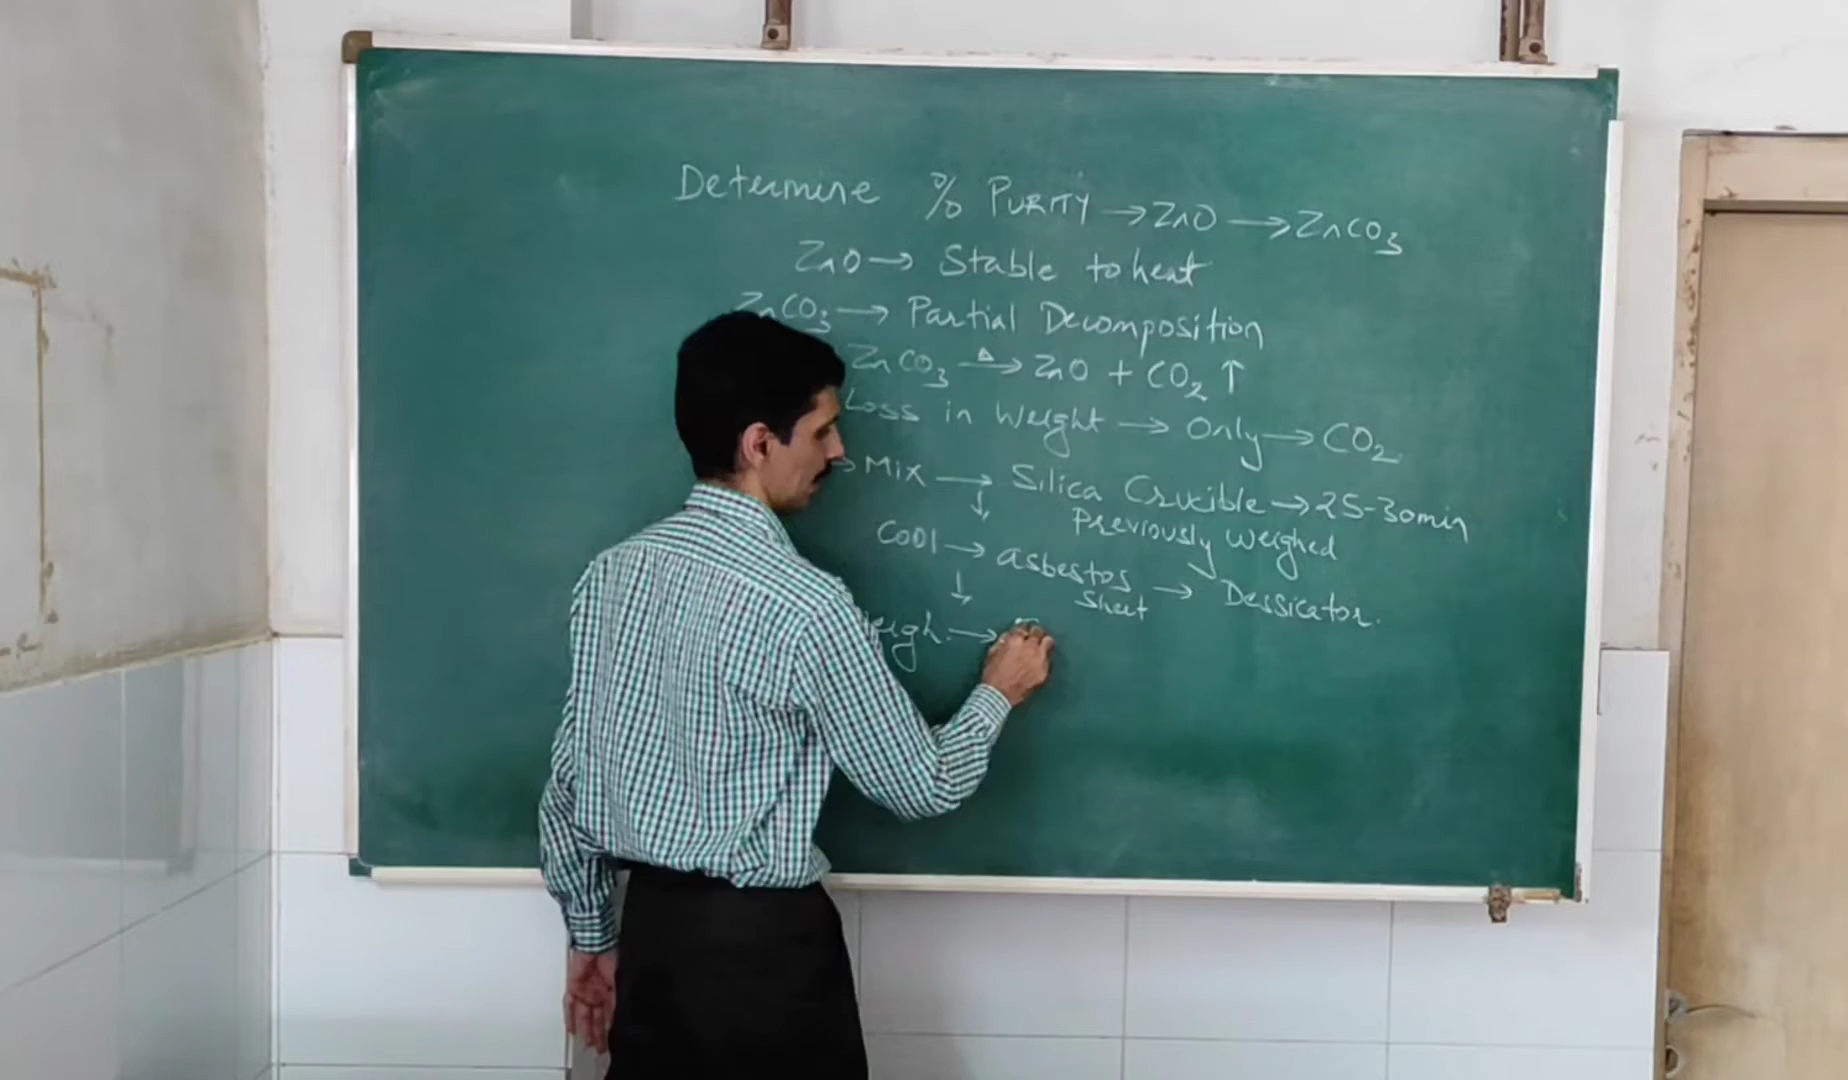 Determine % PURITY → ZnO → ZnCO3
ZnO → Stable to heat
ZnCO3 → Partial Decomposition
ZnCO3 Δ→ ZnO + CO2 ↑
Loss in Weight → Only → CO2
→ Mix → Silica Crucible → 25-30min
↓ Previously Weighed
COOl → asbestos Sheet → Dessicator.
↓
eigh. →